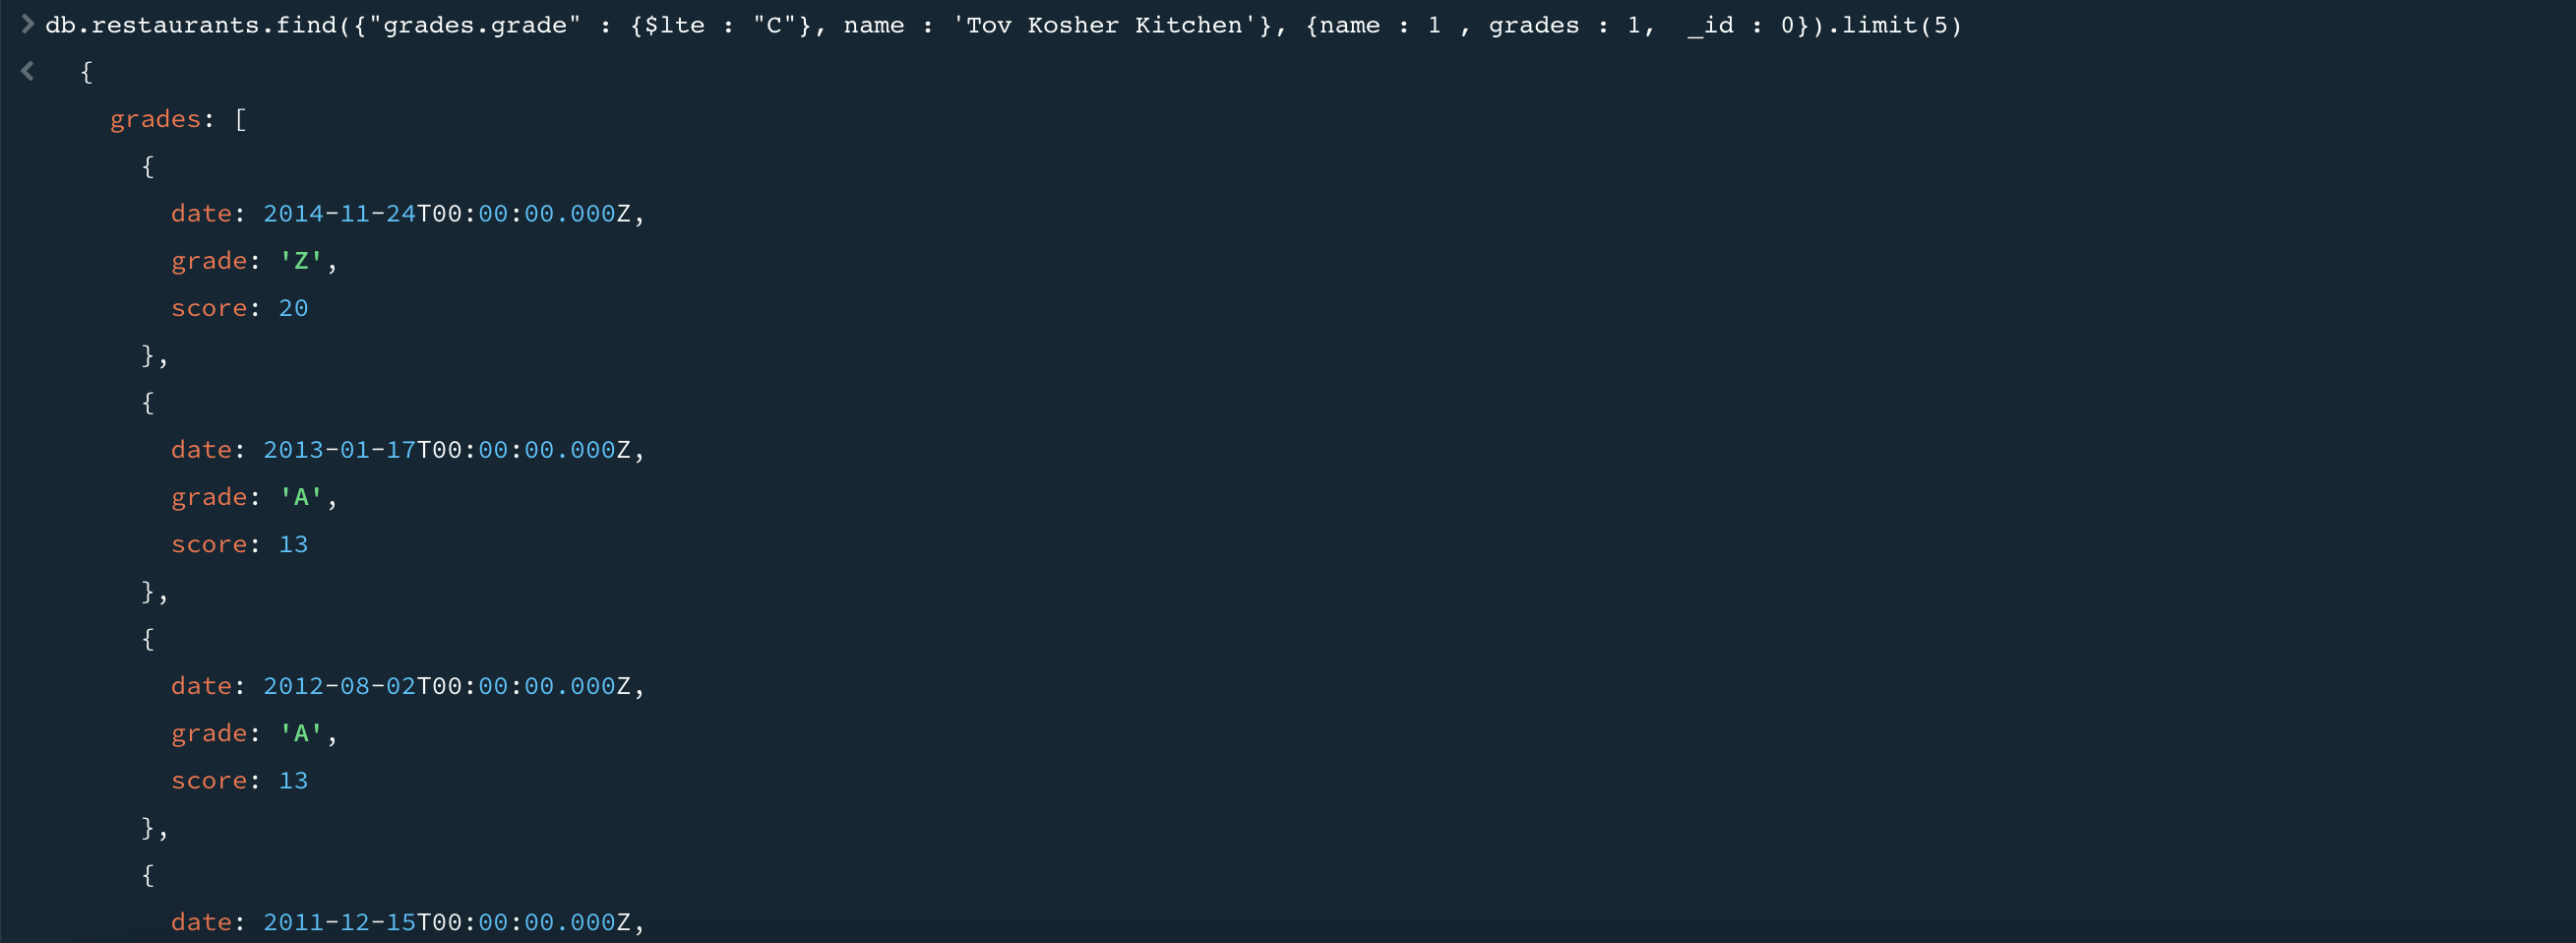 > db.restaurants.find({"grades.grade" : {$lte : "C"}, name : 'Tov Kosher Kitchen'}, {name : 1 , grades : 1,  _id : 0}).limit(5)
< {
grades: [
{
date: 2014-11-24T00:00:00.000Z,
grade: 'Z',
score: 20
},
{
date: 2013-01-17T00:00:00.000Z,
grade: 'A',
score: 13
},
{
date: 2012-08-02T00:00:00.000Z,
grade: 'A',
score: 13
},
{
date: 2011-12-15T00:00:00.000Z,